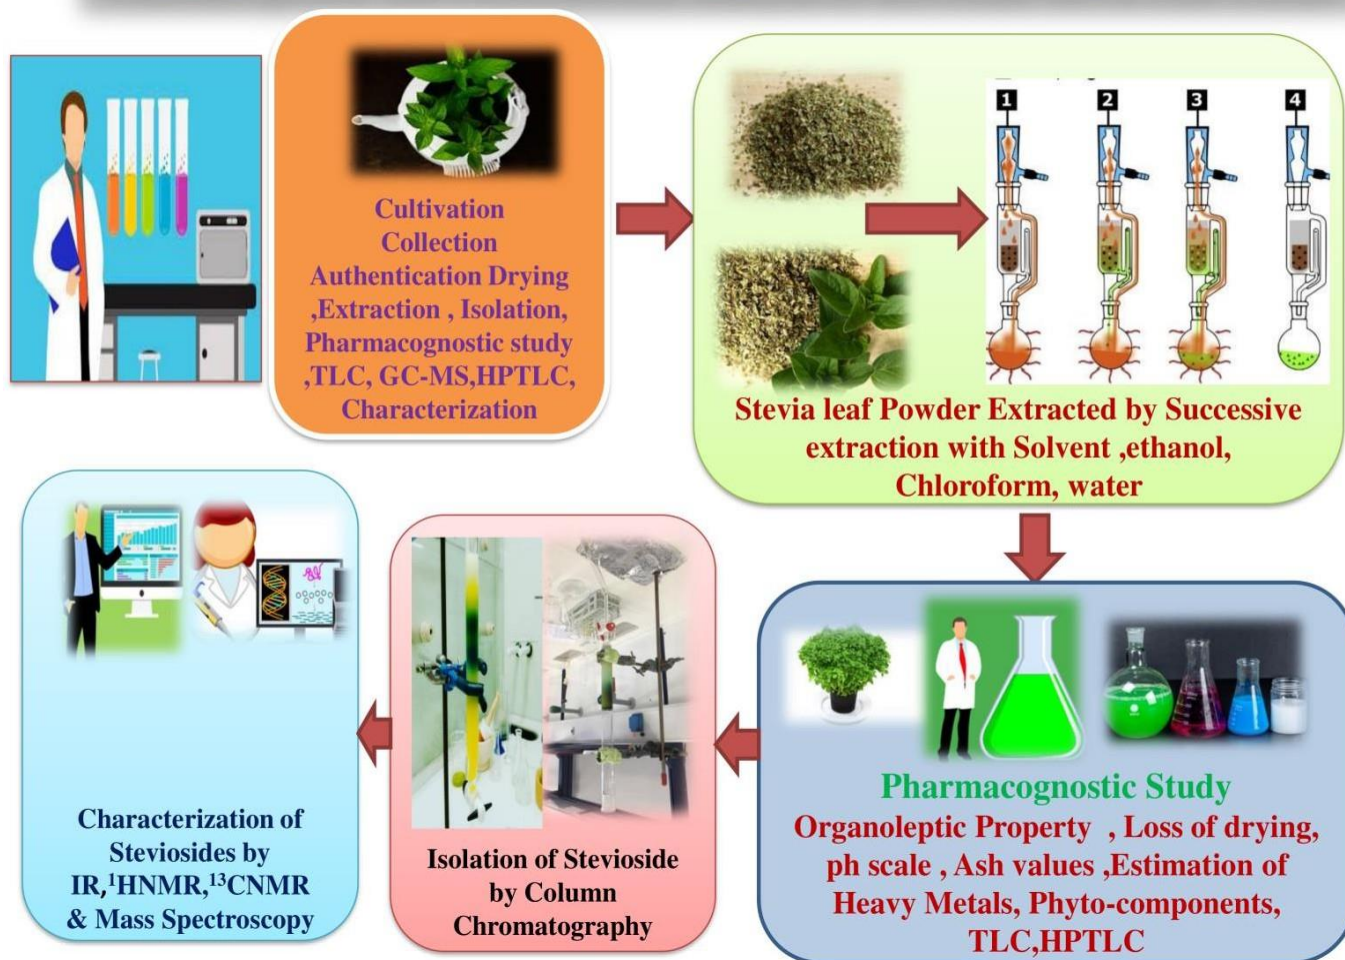 Cultivation
Collection
Authentication Drying
,Extraction , Isolation,
Pharmacognostic study
,TLC, GC-MS,HPTLC,
Characterization
1 2 3 4
Stevia leaf Powder Extracted by Successive
extraction with Solvent ,ethanol,
Chloroform, water
Pharmacognostic Study
Organoleptic Property , Loss of drying,
ph scale , Ash values ,Estimation of
Heavy Metals, Phyto-components,
TLC,HPTLC
Isolation of Stevioside
by Column
Chromatography
Characterization of
Steviosides by
IR,¹HNMR,¹³CNMR
& Mass Spectroscopy